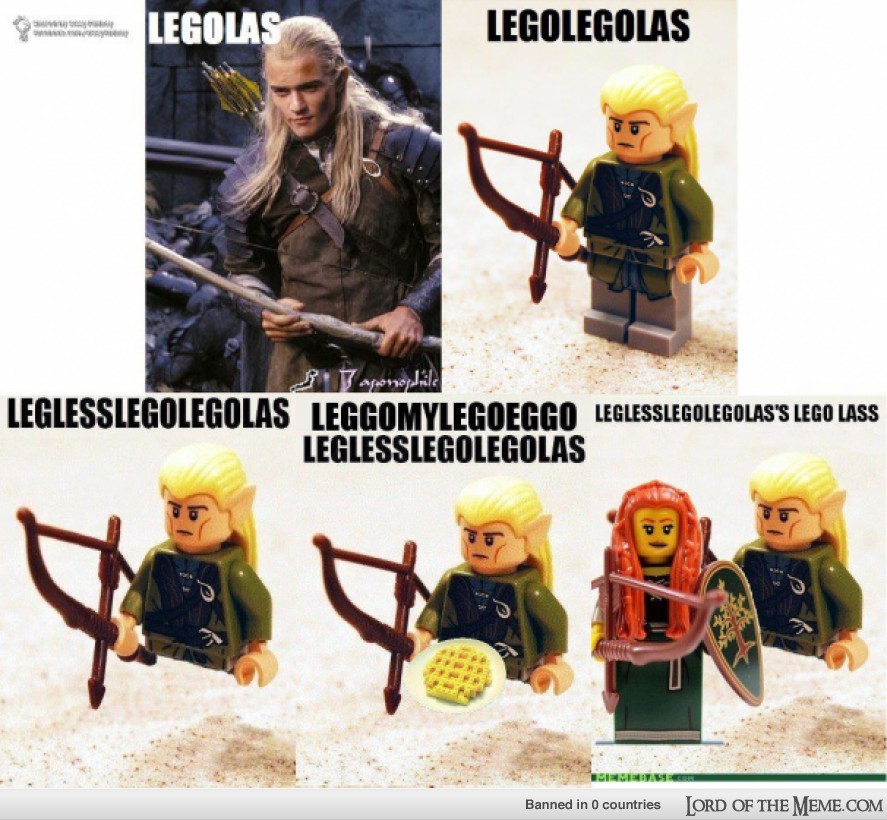 LEGOLAS
LEGOLEGOLAS
Japonophile
LEGLESSLEGOLEGOLAS
LEGGOMYLEGOEGGO
LEGLESSLEGOLEGOLAS
LEGLESSLEGOLEGOLAS'S LEGO LASS
MEMEBASE.COM
Banned in 0 countries
LORD OF THE MEME.COM